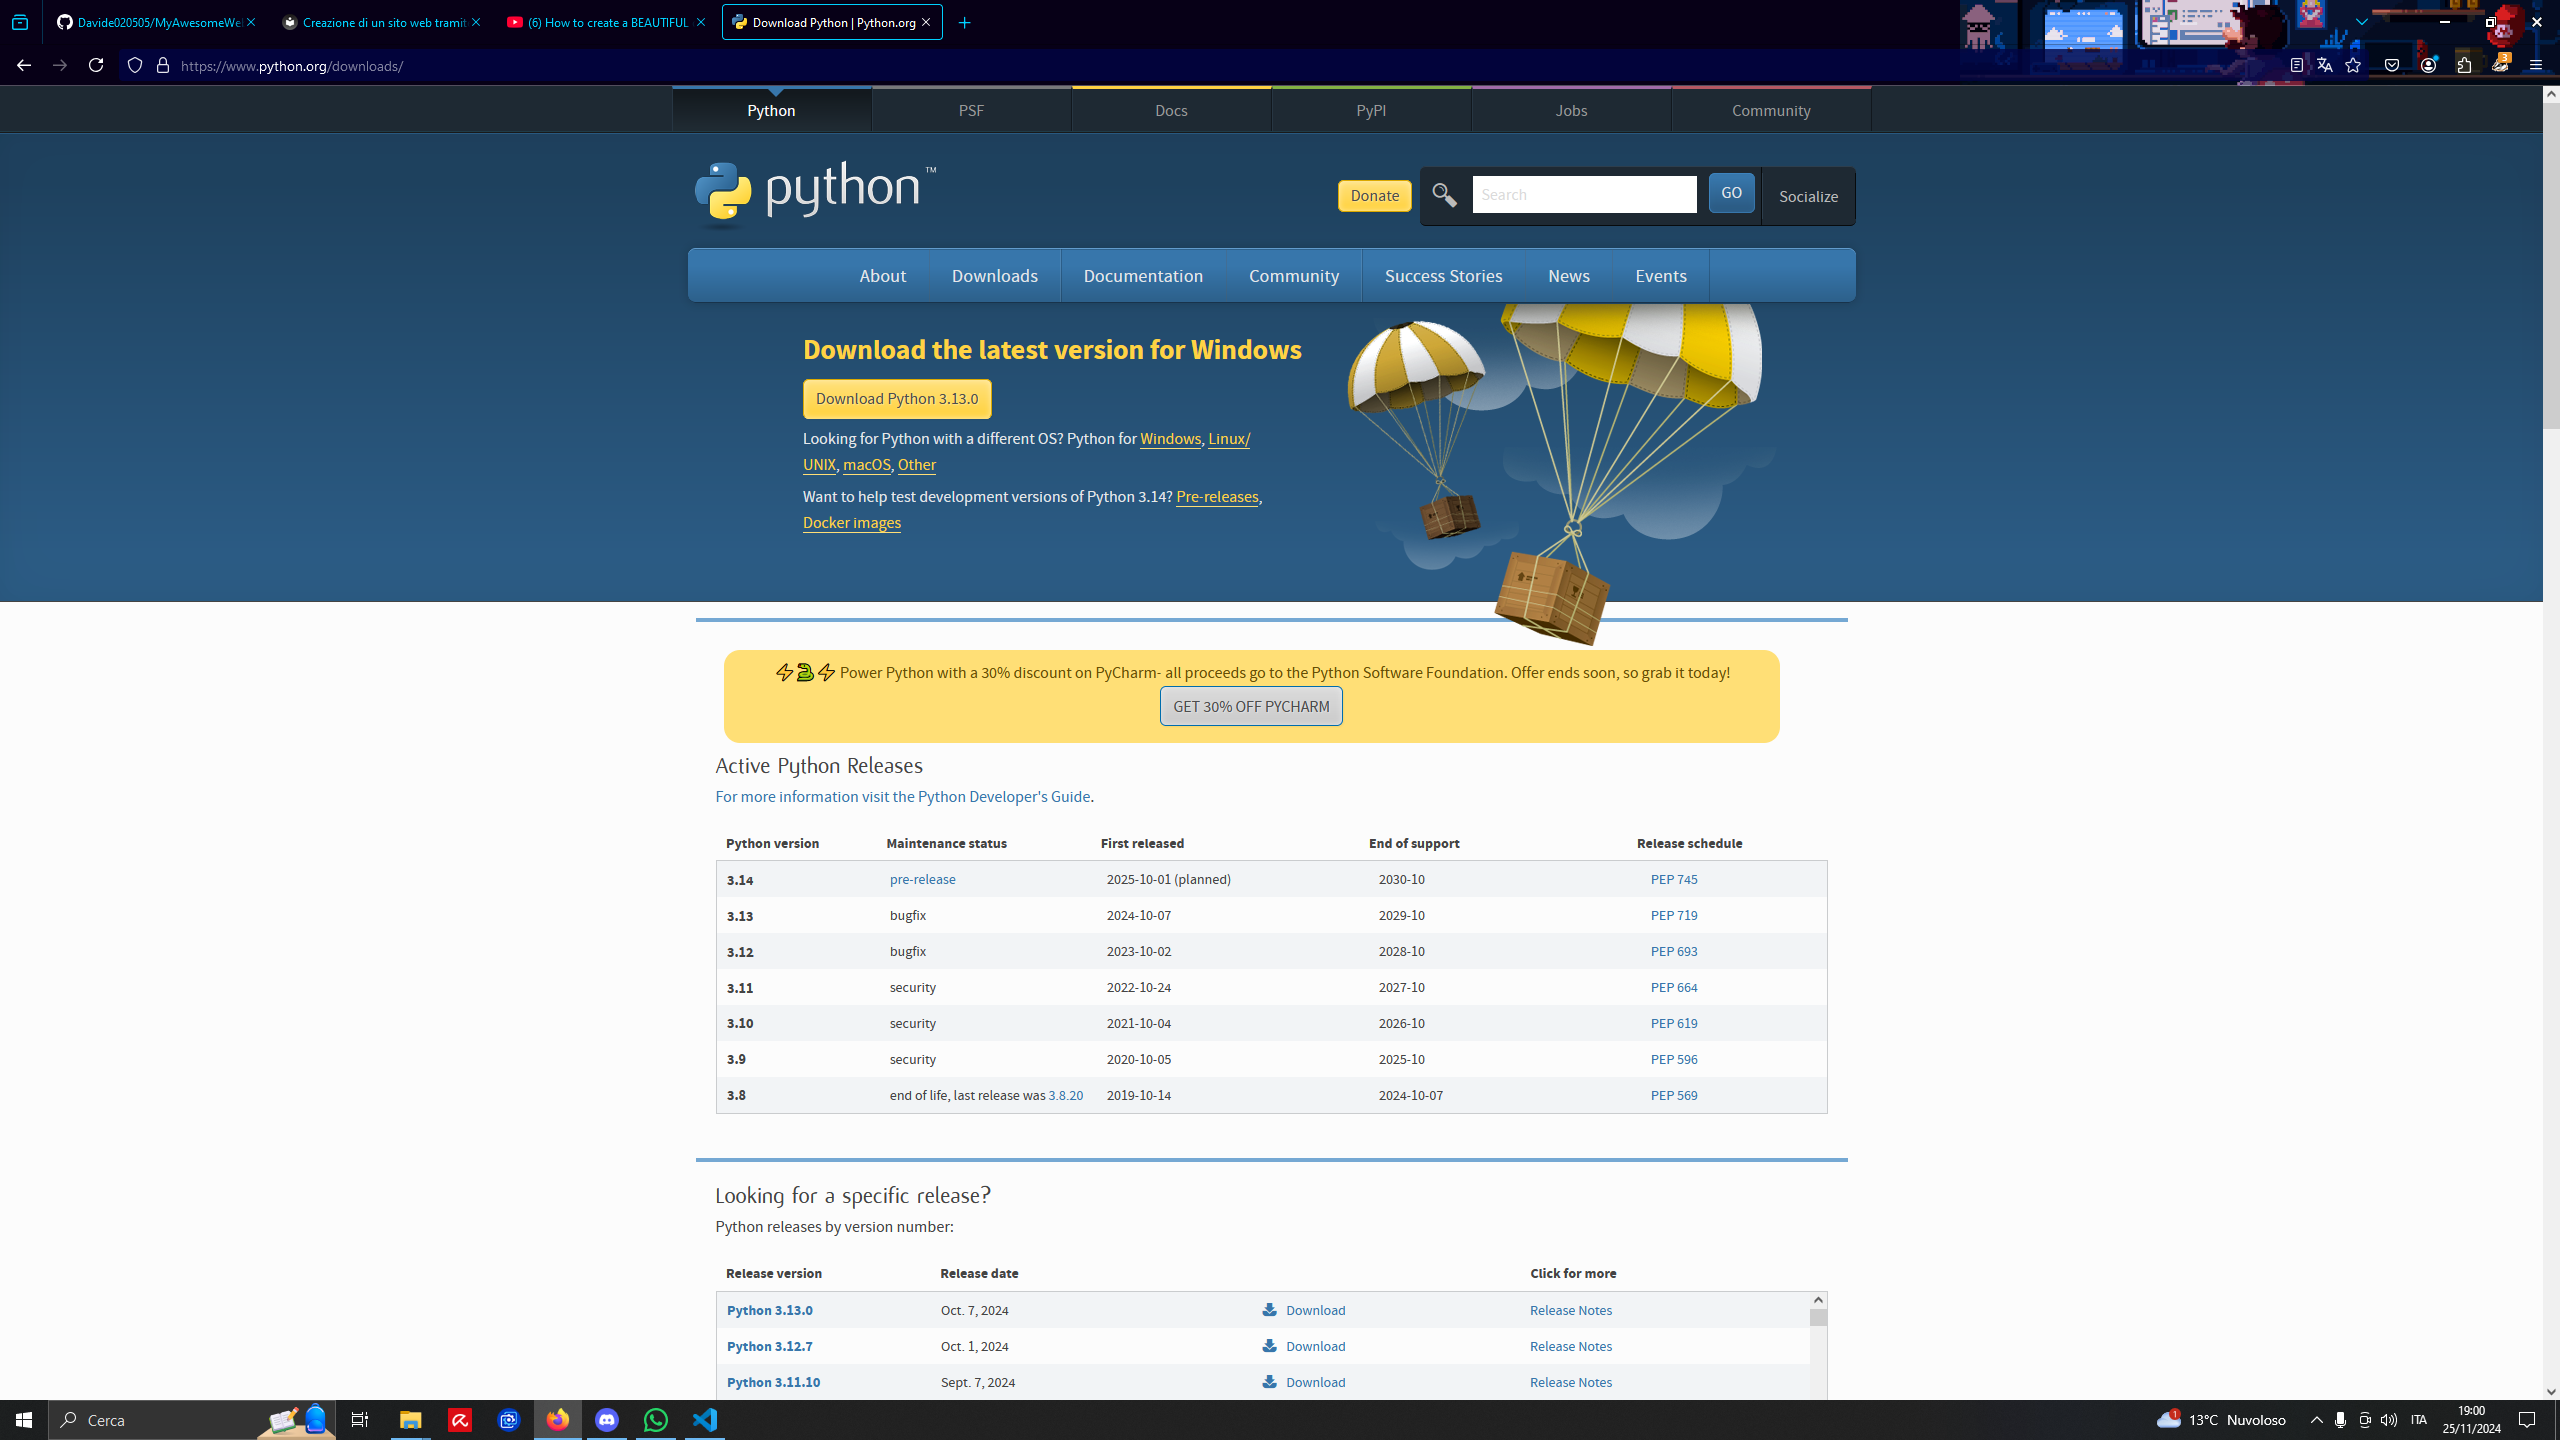 Davide020505/MyAwesomeWe
Creazione di un sito web tramit
(6) How to create a BEAUTIFUL
Download Python | Python.org
https://www.python.org/downloads/
3
Python
PSF
Docs
PyPI
Jobs
Community
python™
Donate
Search
GO
Socialize
About
Downloads
Documentation
Community
Success Stories
News
Events
Download the latest version for Windows
Download Python 3.13.0
Looking for Python with a different OS? Python for Windows, Linux/
UNIX, macOS, Other
Want to help test development versions of Python 3.14? Pre-releases,
Docker images
⚡🐍⚡ Power Python with a 30% discount on PyCharm- all proceeds go to the Python Software Foundation. Offer ends soon, so grab it today!
GET 30% OFF PYCHARM
Active Python Releases
For more information visit the Python Developer's Guide.
Python version Maintenance status First released End of support Release schedule
3.14 pre-release 2025-10-01 (planned) 2030-10 PEP 745
3.13 bugfix 2024-10-07 2029-10 PEP 719
3.12 bugfix 2023-10-02 2028-10 PEP 693
3.11 security 2022-10-24 2027-10 PEP 664
3.10 security 2021-10-04 2026-10 PEP 619
3.9 security 2020-10-05 2025-10 PEP 596
3.8 end of life, last release was 3.8.20 2019-10-14 2024-10-07 PEP 569
Looking for a specific release?
Python releases by version number:
Release version Release date Click for more
Python 3.13.0 Oct. 7, 2024 Download Release Notes
Python 3.12.7 Oct. 1, 2024 Download Release Notes
Python 3.11.10 Sept. 7, 2024 Download Release Notes
Cerca
1
13°C Nuvoloso
ITA
19:00
25/11/2024